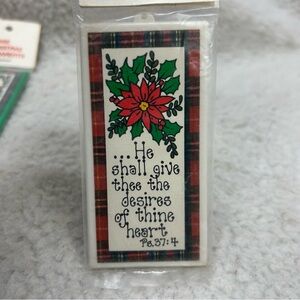 ...He
shall give
thee the
desires
of thine
heart
Ps.37:4